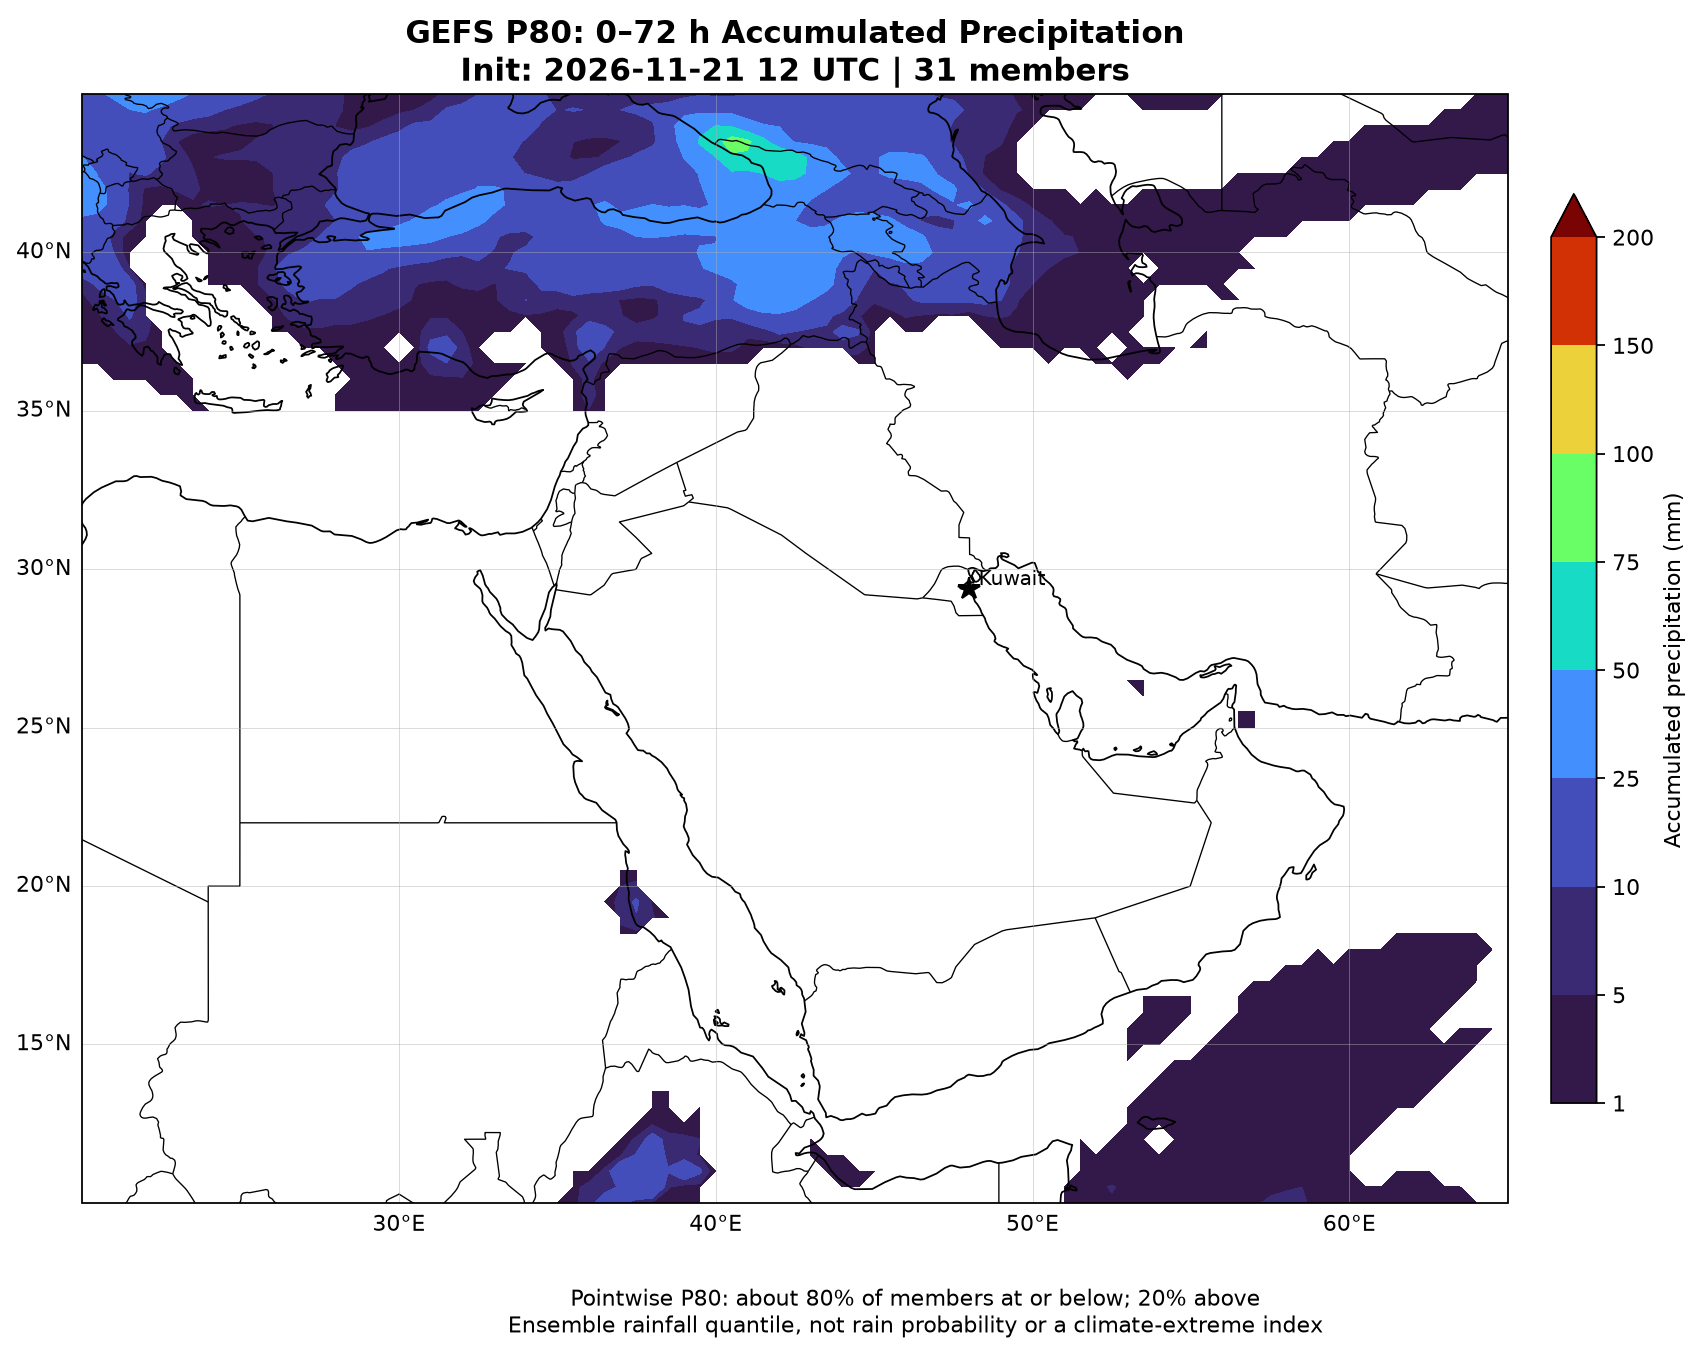 GEFS P80: 0–72 h Accumulated Precipitation
Init: 2026-11-21 12 UTC | 31 members
40°N
35°N
30°N
25°N
20°N
15°N
Kuwait
30°E
40°E
50°E
60°E
200
150
100
75
50
25
10
5
1
Accumulated precipitation (mm)
Pointwise P80: about 80% of members at or below; 20% above
Ensemble rainfall quantile, not rain probability or a climate-extreme index